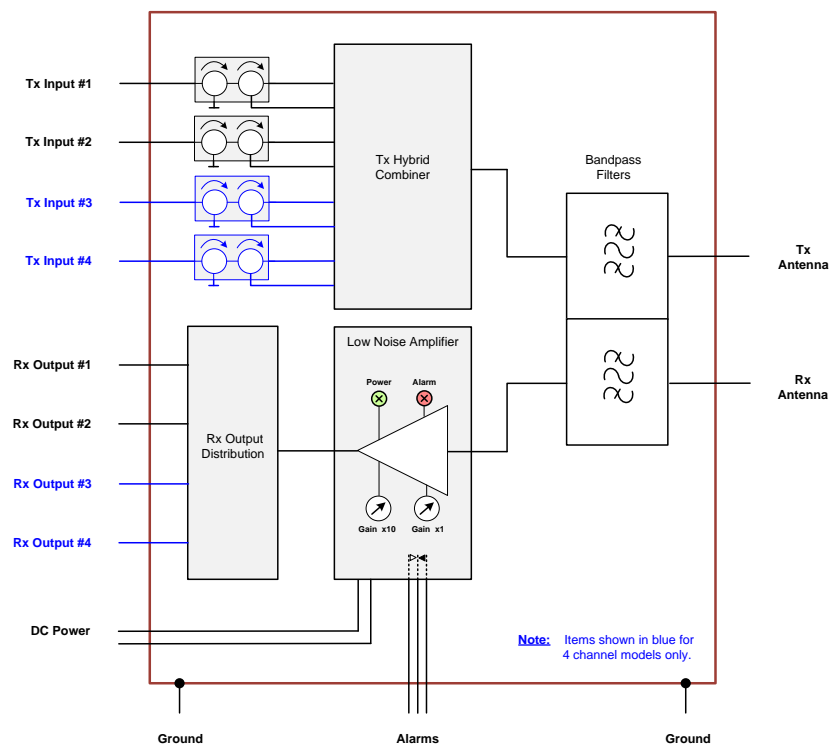 Tx Input #1
Tx Input #2
Tx Input #3
Tx Input #4
Tx Hybrid
Combiner
Bandpass
Filters
Tx
Antenna
Rx
Antenna
Rx Output #1
Rx Output #2
Rx Output #3
Rx Output #4
Rx Output
Distribution
Low Noise Amplifier
Power
Alarm
Gain x10
Gain x1
DC Power
Note: Items shown in blue for
4 channel models only.
Ground
Alarms
Ground